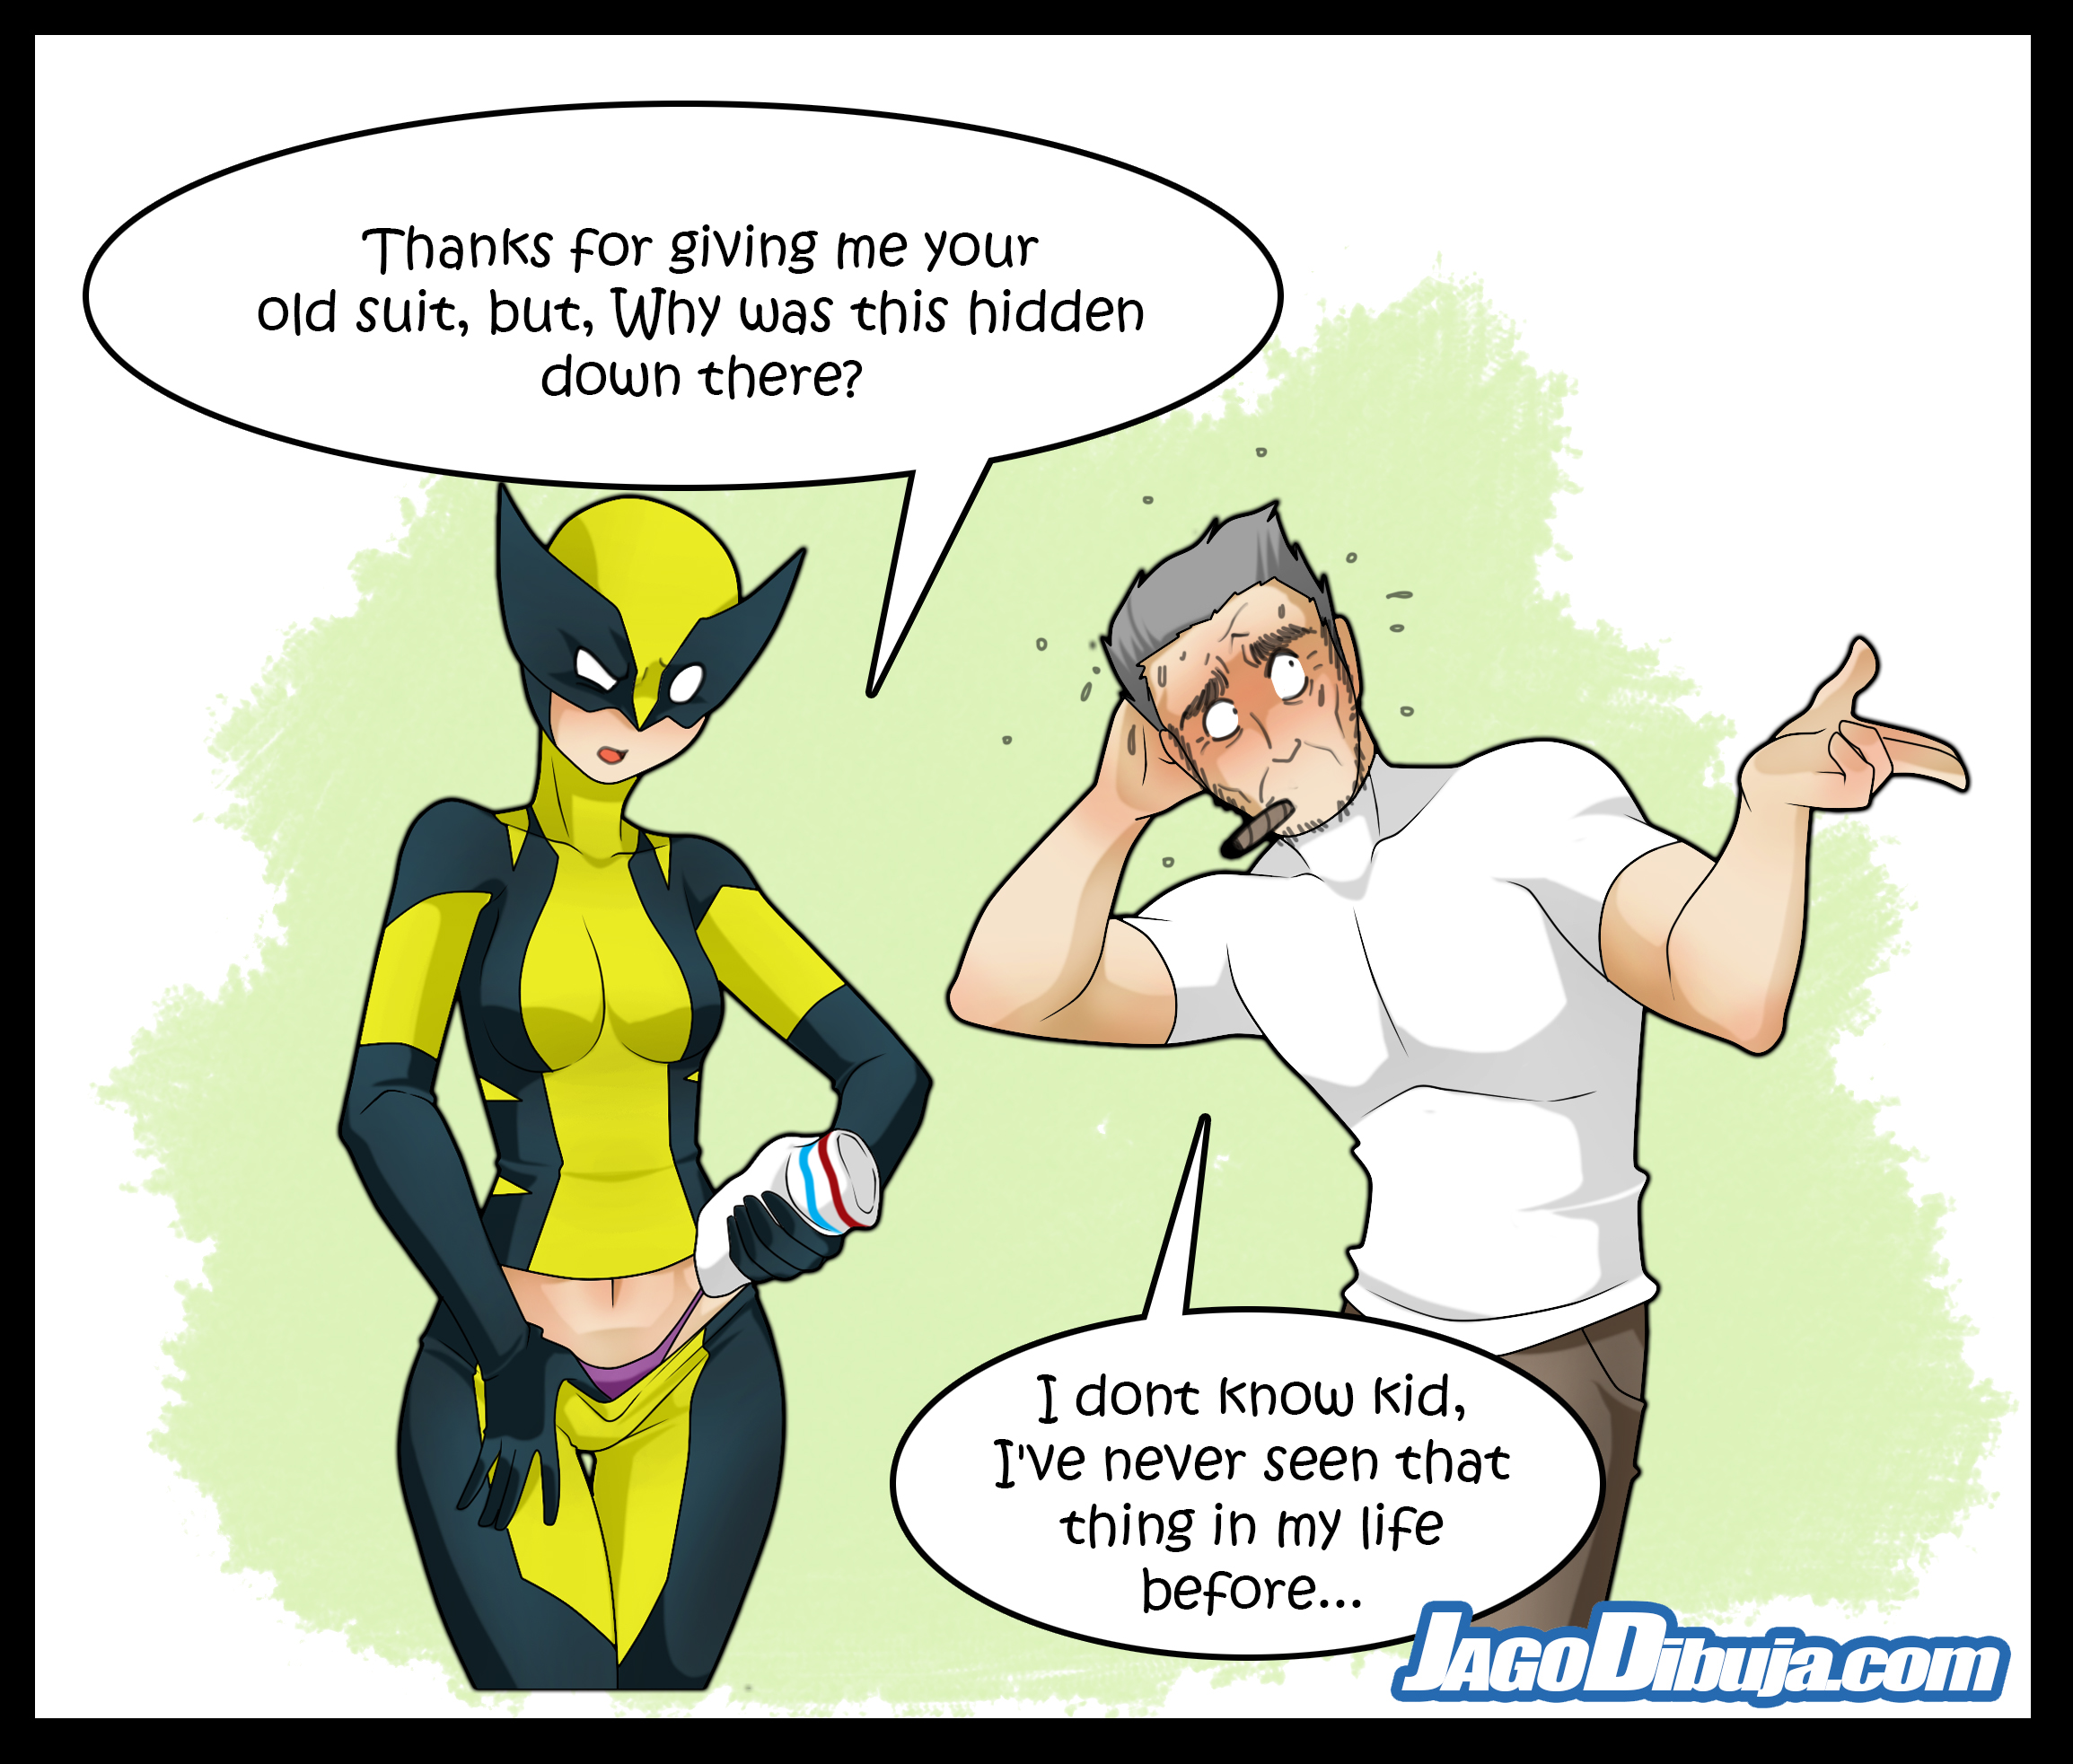 Thanks for giving me your
old suit, but, Why was this hidden
down there?
I dont know kid,
I've never seen that
thing in my life
before...
JAGODibuja.com